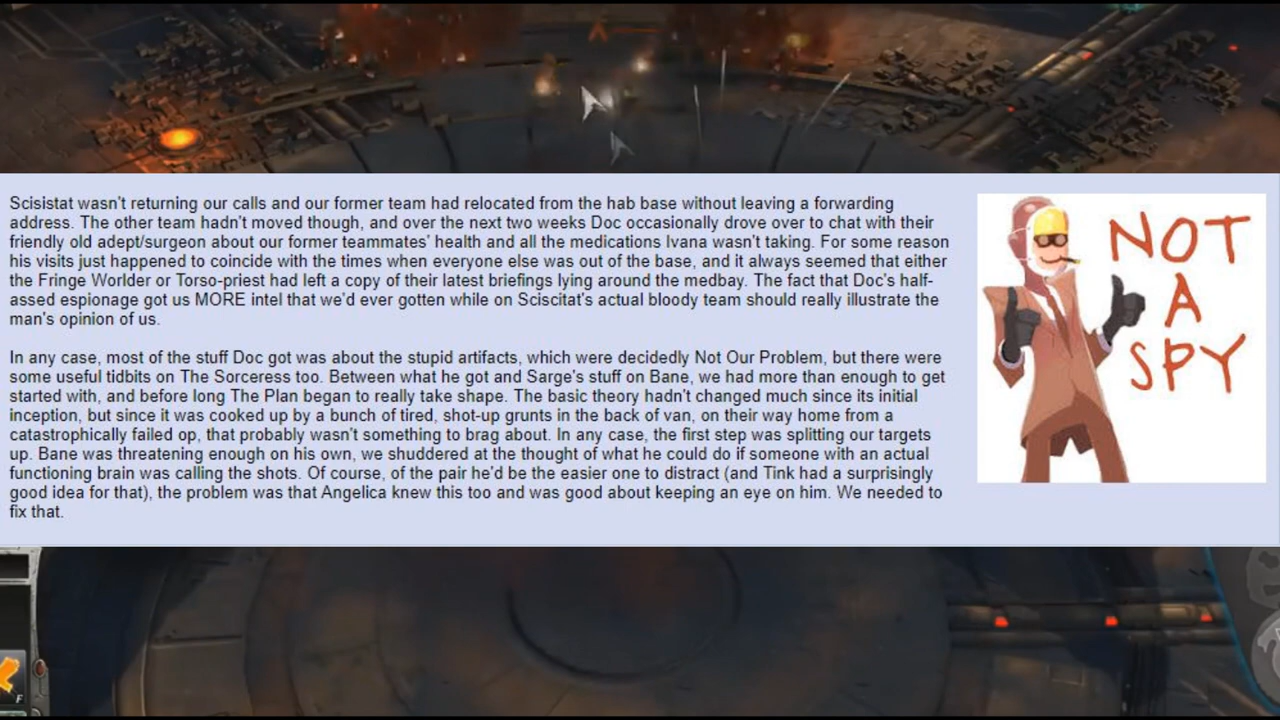 Scisistat wasn't returning our calls and our former team had relocated from the hab base without leaving a forwarding
address. The other team hadn't moved though, and over the next two weeks Doc occasionally drove over to chat with their
friendly old adept/surgeon about our former teammates' health and all the medications Ivana wasn't taking. For some reason
his visits just happened to coincide with the times when everyone else was out of the base, and it always seemed that either
the Fringe Worlder or Torso-priest had left a copy of their latest briefings lying around the medbay. The fact that Doc's half-
assed espionage got us MORE intel that we'd ever gotten while on Sciscitat's actual bloody team should really illustrate the
man's opinion of us.
In any case, most of the stuff Doc got was about the stupid artifacts, which were decidedly Not Our Problem, but there were
some useful tidbits on The Sorceress too. Between what he got and Sarge's stuff on Bane, we had more than enough to get
started with, and before long The Plan began to really take shape. The basic theory hadn't changed much since its initial
inception, but since it was cooked up by a bunch of tired, shot-up grunts in the back of van, on their way home from a
catastrophically failed op, that probably wasn't something to brag about. In any case, the first step was splitting our targets
up. Bane was threatening enough on his own, we shuddered at the thought of what he could do if someone with an actual
functioning brain was calling the shots. Of course, of the pair he'd be the easier one to distract (and Tink had a surprisingly
good idea for that), the problem was that Angelica knew this too and was good about keeping an eye on him. We needed to
fix that.
NOT
A
SPY
F